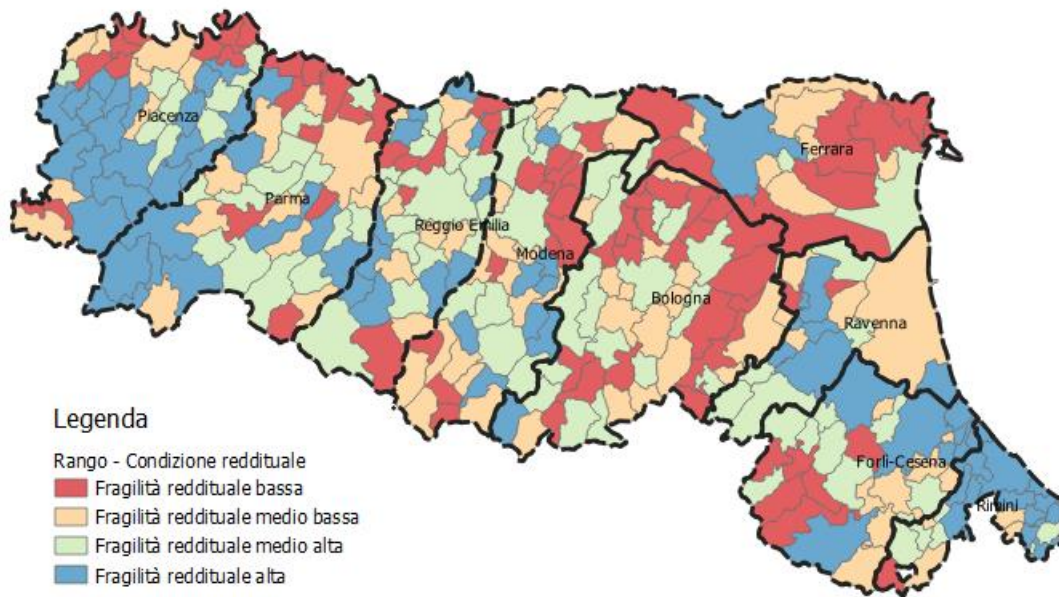 Piacenza
Parma
Reggio Emilia
Modena
Bologna
Ferrara
Ravenna
Forlì-Cesena
Rimini
Legenda
Rango - Condizione reddituale
Fragilità reddituale bassa
Fragilità reddituale medio bassa
Fragilità reddituale medio alta
Fragilità reddituale alta